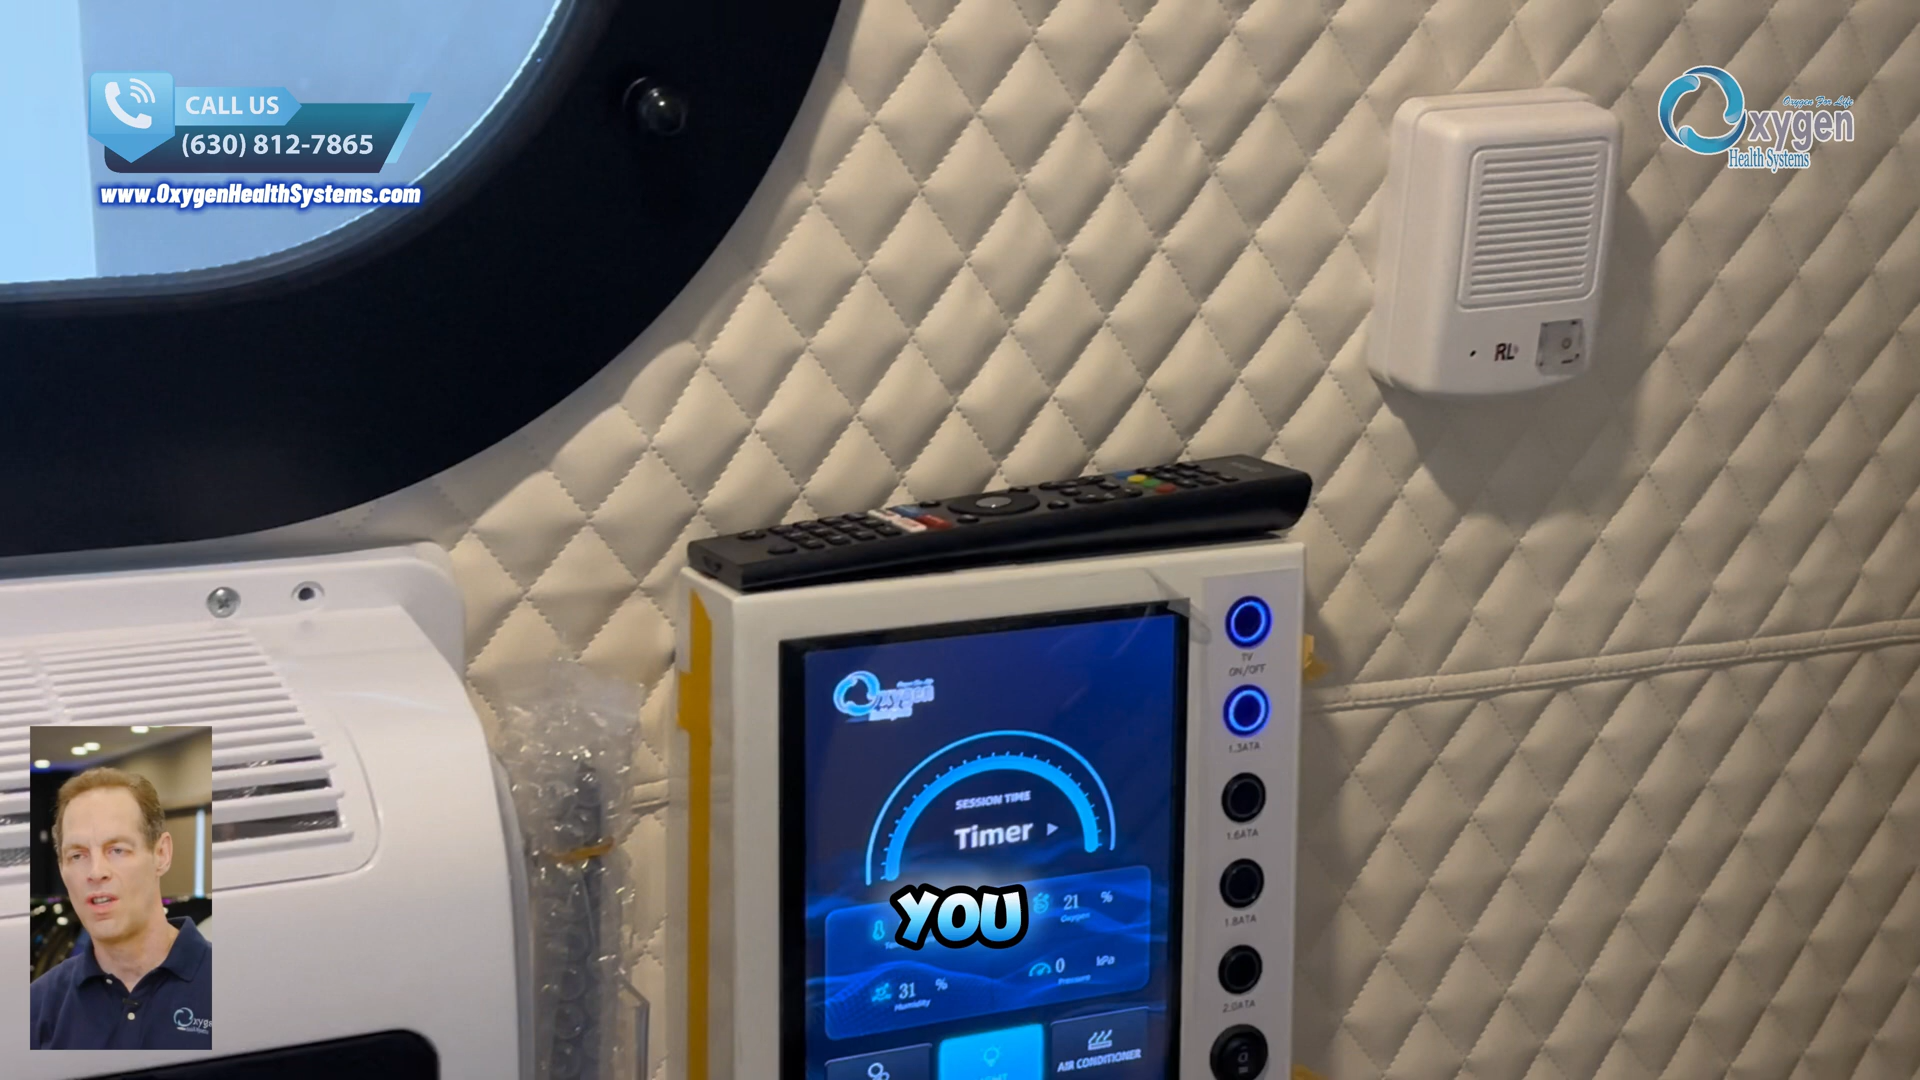 CALL US
(630) 812-7865
www.OxygenHealthSystems.com
Oxygen For Life
Oxygen
Health Systems
RL
TV
ON/OFF
1.3ATA
1.6ATA
1.8ATA
2.0ATA
Oxygen
SESSION TIME
Timer
YOU
21 %
Oxygen
0 kPa
Pressure
31 %
Humidity
AIR CONDITIONER
Oxygen